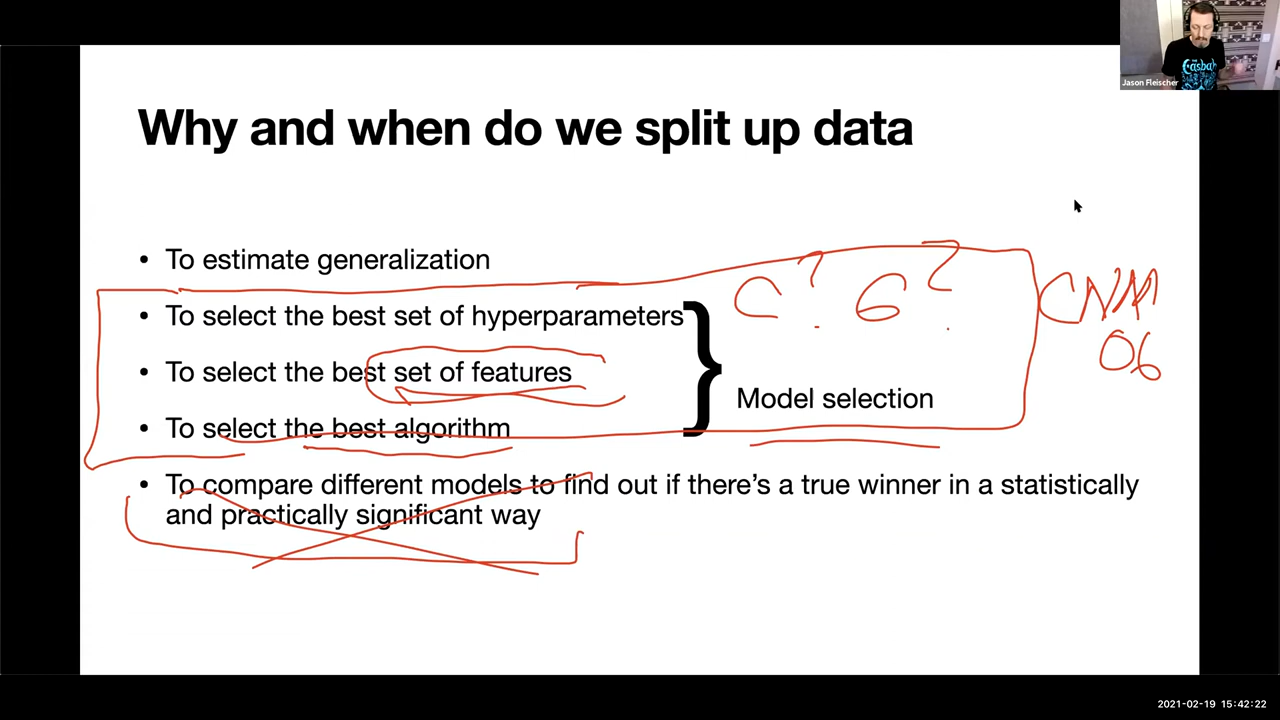 Casbah
Jason Fleischer
Why and when do we split up data
• To estimate generalization
• To select the best set of hyperparameters
C? G?
CNM
06
• To select the best set of features
Model selection
• To select the best algorithm
• To compare different models to find out if there's a true winner in a statistically
and practically significant way
2021-02-19 15:42:22